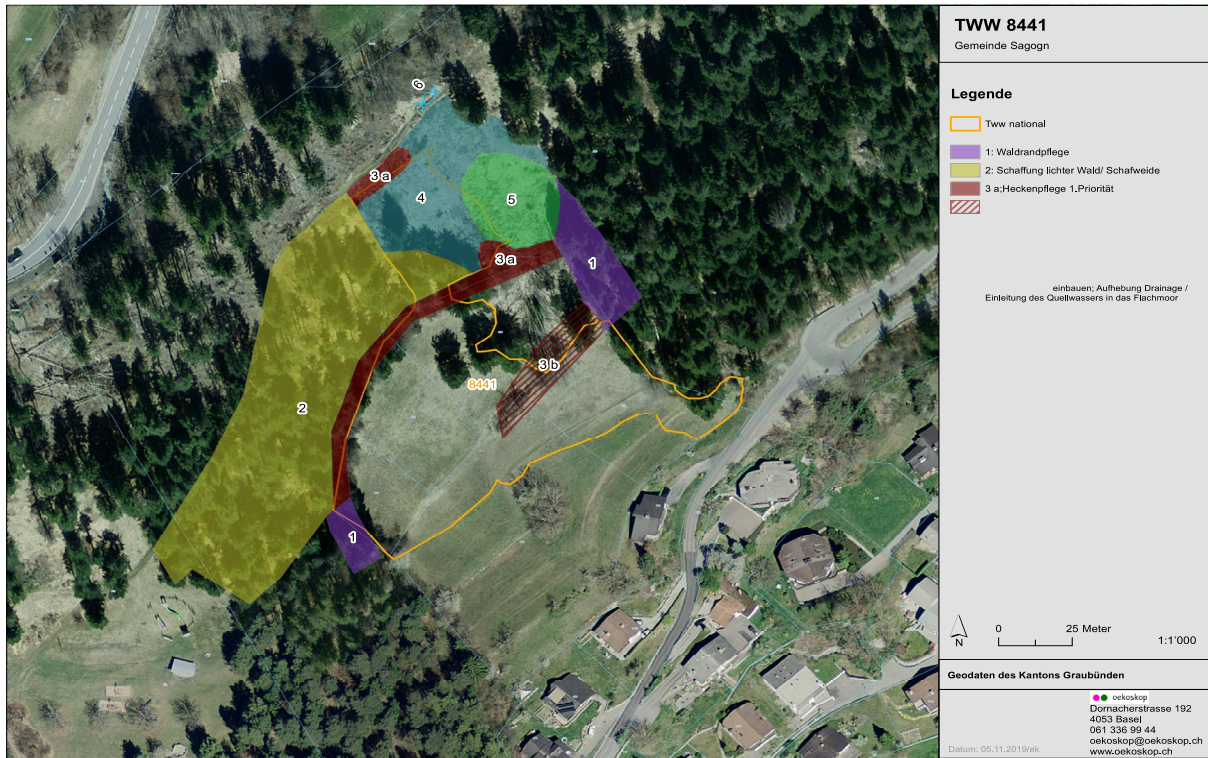 6
3 a
4
5
3 a
1
3 b
8441
2
1
TWW 8441
Gemeinde Sagogn
Legende
Tww national
1: Waldrandpflege
2: Schaffung lichter Wald/ Schafweide
3 a;Heckenpflege 1.Priorität
einbauen; Aufhebung Drainage /
Einleitung des Quellwassers in das Flachmoor
N
0 25 Meter
1:1'000
Geodaten des Kantons Graubünden
oekoskop
Dornacherstrasse 192
4053 Basel
061 336 99 44
oekoskop@oekoskop.ch
www.oekoskop.ch
Datum: 05.11.2019/ek